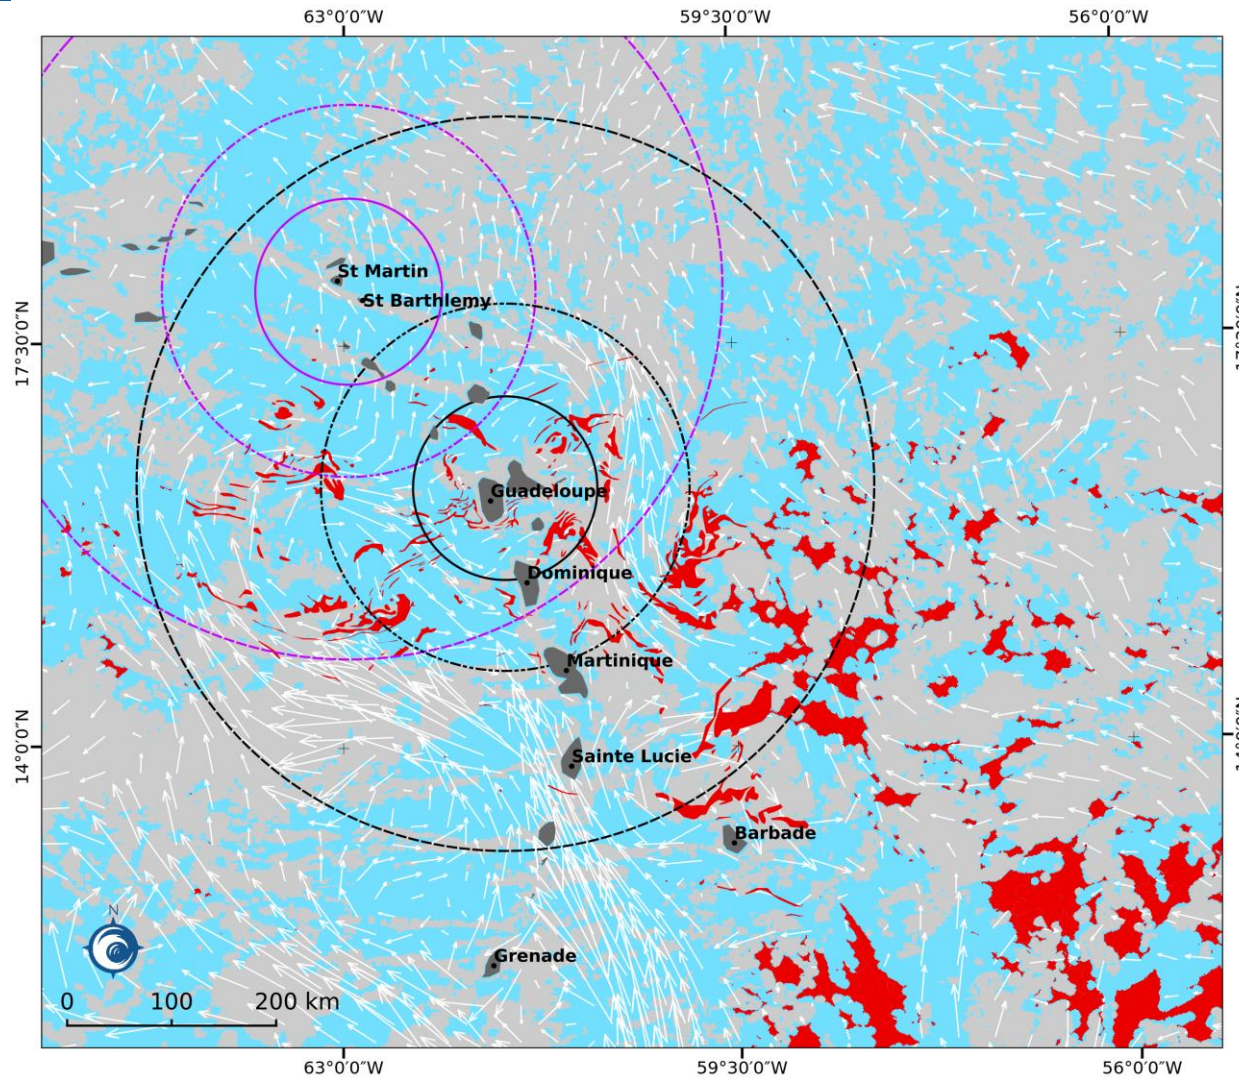 63°0′0″W 59°30′0″W 56°0′0″W
St Martin
St Barthlemy
17°30′0″N
Guadeloupe
Dominique
Martinique
14°0′0″N
Sainte Lucie
Barbade
N
Grenade
0 100 200 km
63°0′0″W 59°30′0″W 56°0′0″W